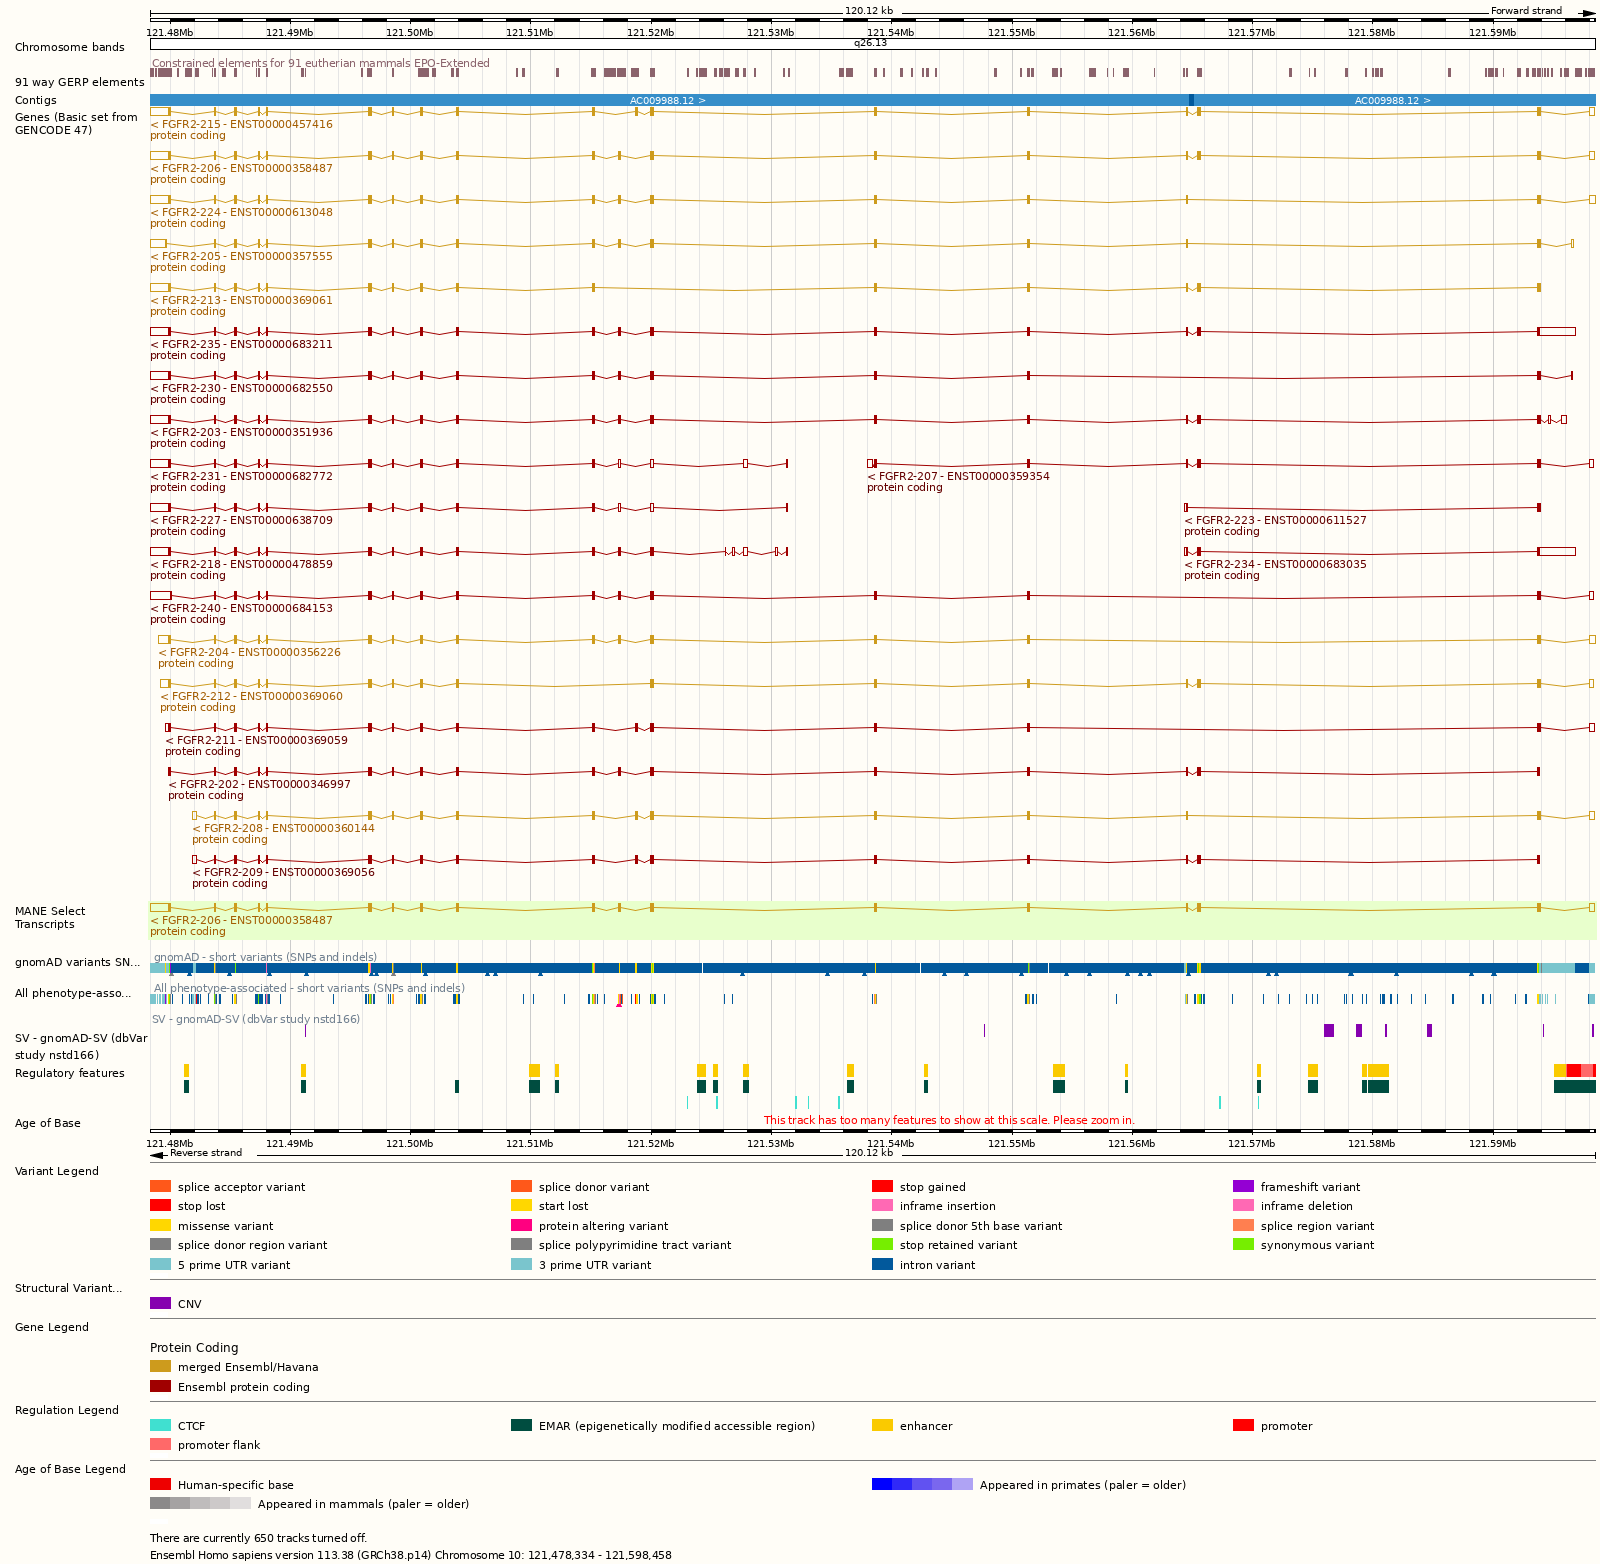 120.12 kb Forward strand
121.48Mb 121.49Mb 121.50Mb 121.51Mb 121.52Mb 121.53Mb 121.54Mb 121.55Mb 121.56Mb 121.57Mb 121.58Mb 121.59Mb
Chromosome bands q26.13
Constrained elements for 91 eutherian mammals EPO-Extended
91 way GERP elements
Contigs AC009988.12 > AC009988.12 >
Genes (Basic set from
GENCODE 47)
< FGFR2-215 - ENST00000457416
protein coding
< FGFR2-206 - ENST00000358487
protein coding
< FGFR2-224 - ENST00000613048
protein coding
< FGFR2-205 - ENST00000357555
protein coding
< FGFR2-213 - ENST00000369061
protein coding
< FGFR2-235 - ENST00000683211
protein coding
< FGFR2-230 - ENST00000682550
protein coding
< FGFR2-203 - ENST00000351936
protein coding
< FGFR2-231 - ENST00000682772 < FGFR2-207 - ENST00000359354
protein coding protein coding
< FGFR2-227 - ENST00000638709 < FGFR2-223 - ENST00000611527
protein coding protein coding
< FGFR2-218 - ENST00000478859 < FGFR2-234 - ENST00000683035
protein coding protein coding
< FGFR2-240 - ENST00000684153
protein coding
< FGFR2-204 - ENST00000356226
protein coding
< FGFR2-212 - ENST00000369060
protein coding
< FGFR2-211 - ENST00000369059
protein coding
< FGFR2-202 - ENST00000346997
protein coding
< FGFR2-208 - ENST00000360144
protein coding
< FGFR2-209 - ENST00000369056
protein coding
MANE Select
Transcripts
< FGFR2-206 - ENST00000358487
protein coding
gnomAD - short variants (SNPs and indels)
gnomAD variants SN...
All phenotype-associated - short variants (SNPs and indels)
All phenotype-asso...
SV - gnomAD-SV (dbVar study nstd166)
SV - gnomAD-SV (dbVar
study nstd166)
Regulatory features
Age of Base This track has too many features to show at this scale. Please zoom in.
121.48Mb 121.49Mb 121.50Mb 121.51Mb 121.52Mb 121.53Mb 121.54Mb 121.55Mb 121.56Mb 121.57Mb 121.58Mb 121.59Mb
Reverse strand 120.12 kb
Variant Legend
splice acceptor variant splice donor variant stop gained frameshift variant
stop lost start lost inframe insertion inframe deletion
missense variant protein altering variant splice donor 5th base variant splice region variant
splice donor region variant splice polypyrimidine tract variant stop retained variant synonymous variant
5 prime UTR variant 3 prime UTR variant intron variant
Structural Variant...
CNV
Gene Legend
Protein Coding
merged Ensembl/Havana
Ensembl protein coding
Regulation Legend
CTCF EMAR (epigenetically modified accessible region) enhancer promoter
promoter flank
Age of Base Legend
Human-specific base Appeared in primates (paler = older)
Appeared in mammals (paler = older)
There are currently 650 tracks turned off.
Ensembl Homo sapiens version 113.38 (GRCh38.p14) Chromosome 10: 121,478,334 - 121,598,458